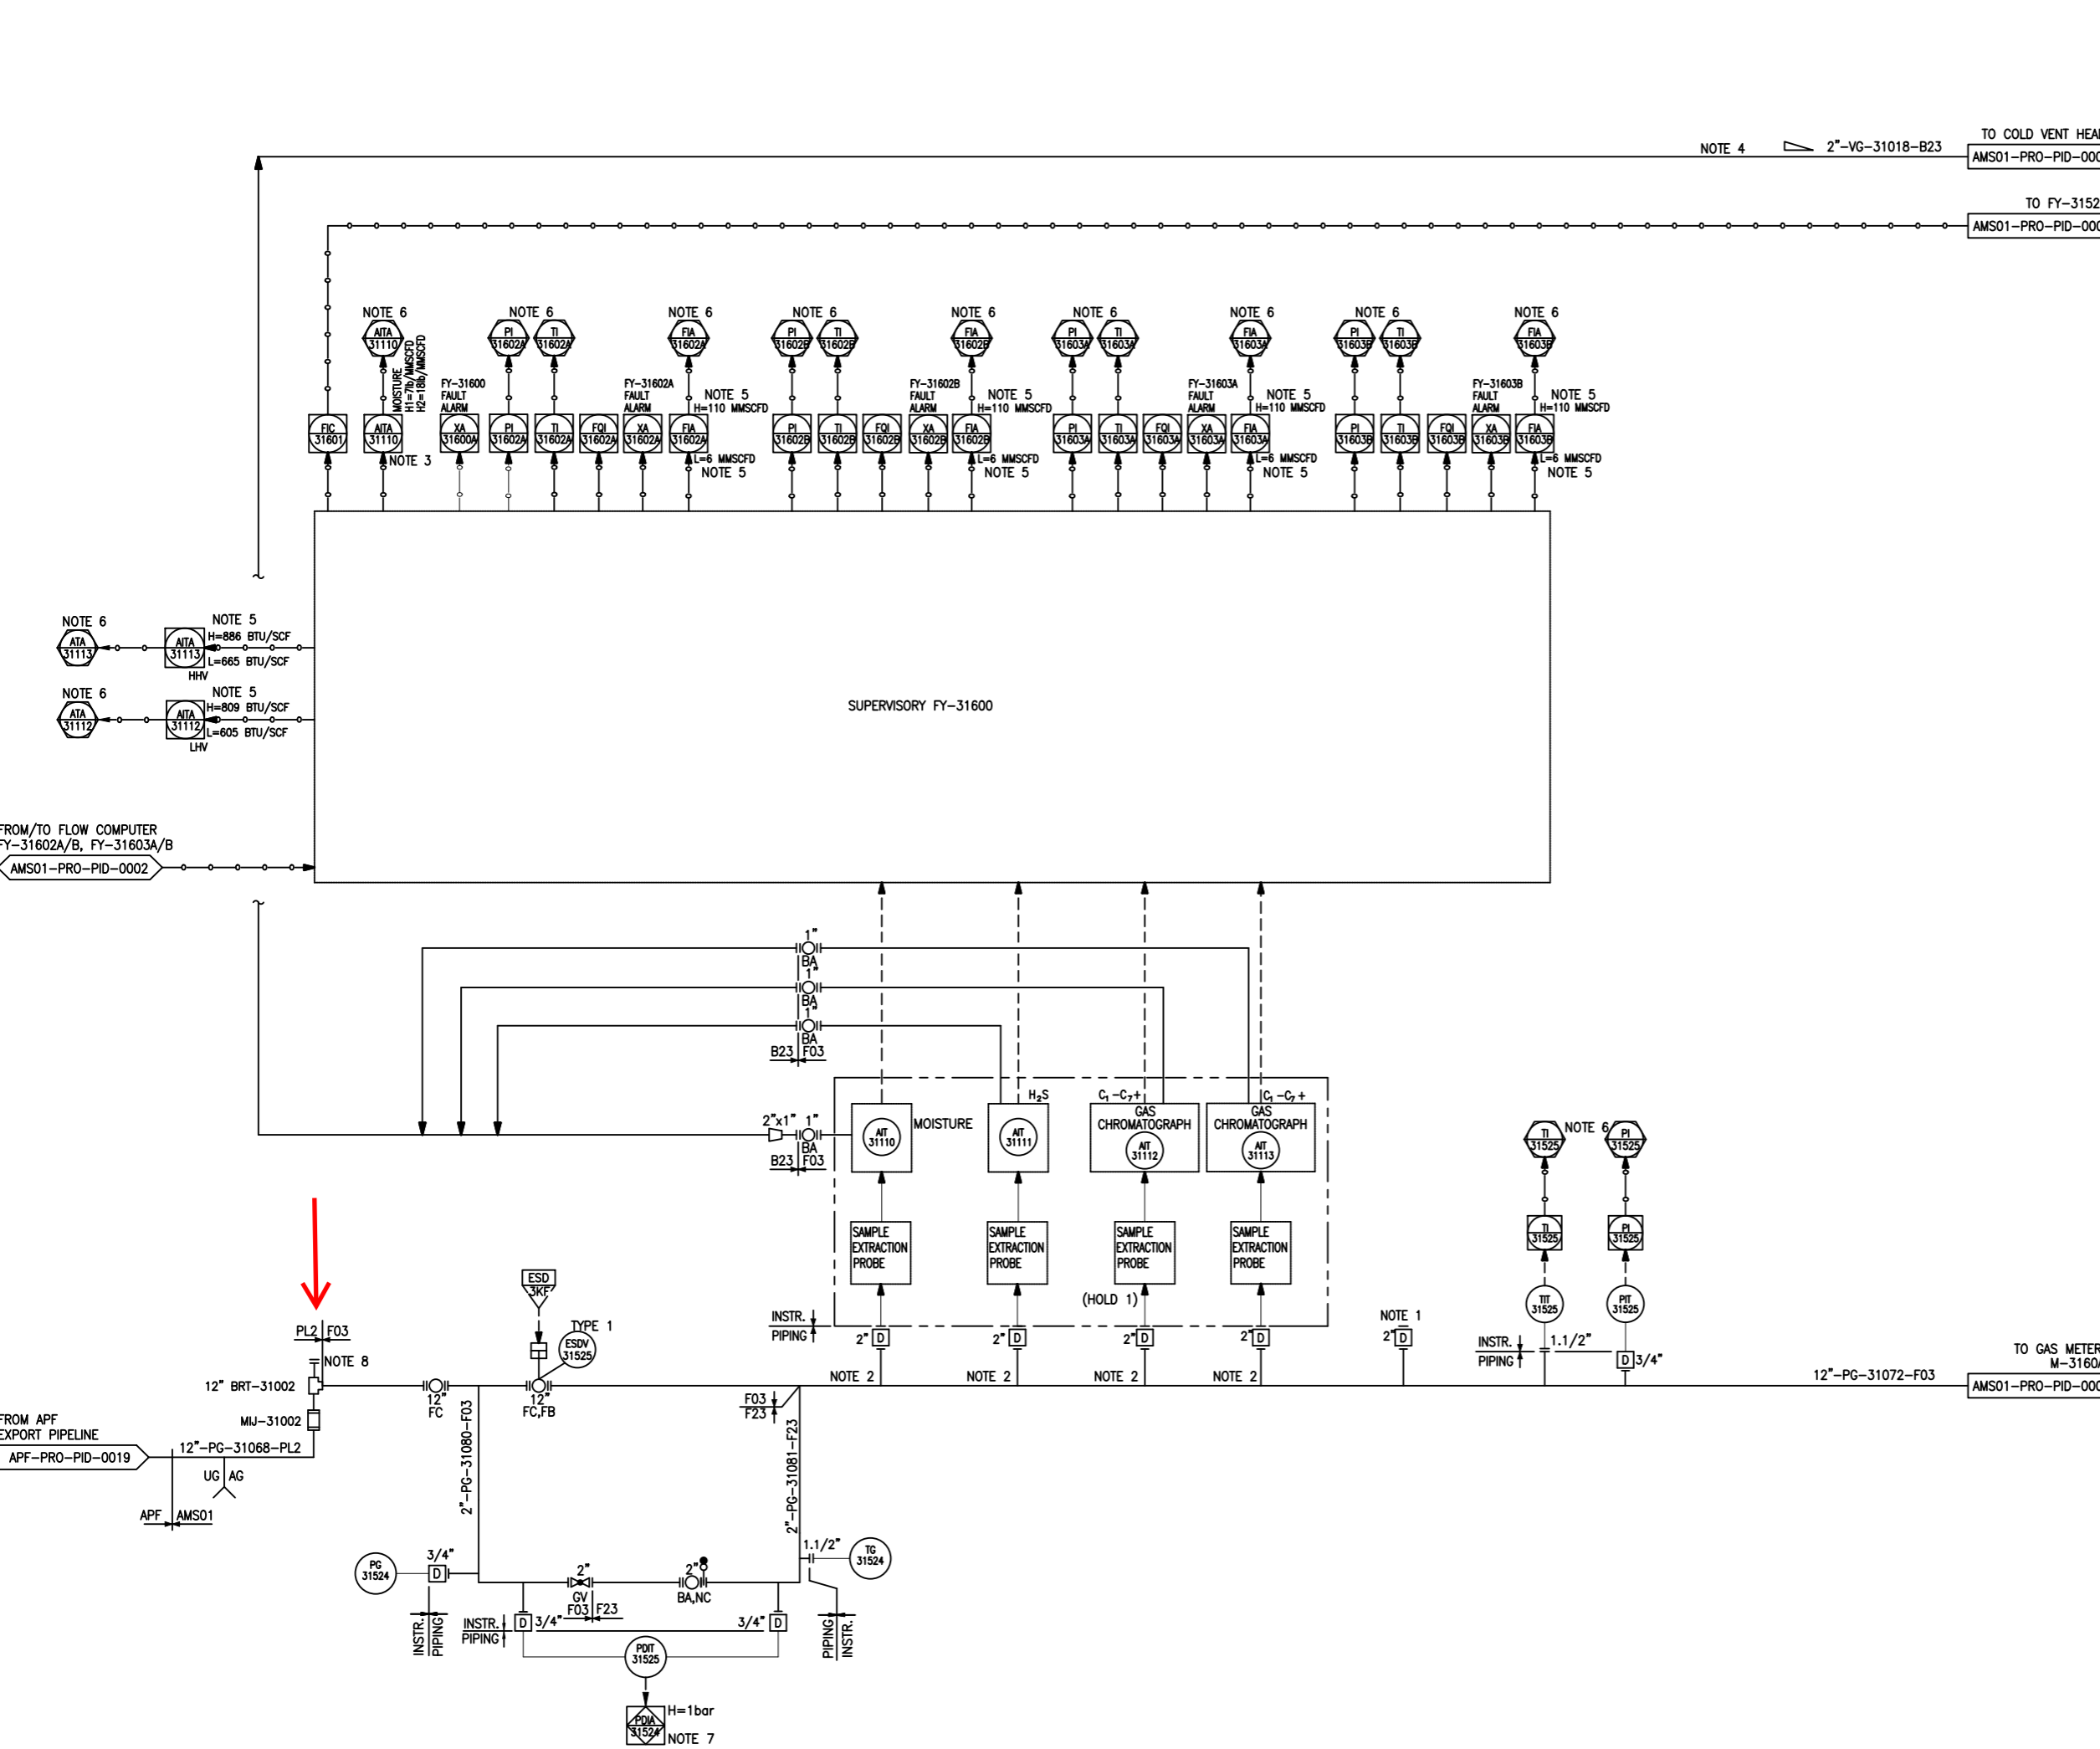 NOTE 4
2"-VG-31018-B23
AMS01-PRO-PID-
TO COLD VENT
TO FY-3152
AMS01-PRO-PID-
NOTE 6
NOTE 6
NOTE 6
NOTE 6
NOTE 6
NOTE 6
NOTE 6
NOTE 6
NOTE 6
AITA
31110
PI
31602A
TI
31602A
FIA
31602A
PI
31602B
TI
31602B
FIA
31602B
PI
31603A
TI
31603A
FIA
31603A
PI
31603B
TI
31603B
FIA
31603B
MOISTURE
H1=7lb/MMSCFD
H2=18lb/MMSCFD
FY-31600
FAULT
ALARM
FY-31602A
FAULT
ALARM
NOTE 5
H=110 MMSCFD
FY-31602B
FAULT
ALARM
NOTE 5
H=110 MMSCFD
FY-31603A
FAULT
ALARM
NOTE 5
H=110 MMSCFD
FY-31603B
FAULT
ALARM
NOTE 5
H=110 MMSCFD
FIC
31601
AITA
31110
XA
31600A
PI
31602A
TI
31602A
FQI
31602A
XA
31602A
FIA
31602A
PI
31602B
TI
31602B
FQI
31602B
XA
31602B
FIA
31602B
PI
31603A
TI
31603A
FQI
31603A
XA
31603A
FIA
31603A
PI
31603B
TI
31603B
FQI
31603B
XA
31603B
FIA
31603B
NOTE 3
L=6 MMSCFD
NOTE 5
L=6 MMSCFD
NOTE 5
L=6 MMSCFD
NOTE 5
L=6 MMSCFD
NOTE 5
NOTE 6
ATA
31113
AITA
31113
NOTE 5
H=886 BTU/SCF
L=665 BTU/SCF
HHV
NOTE 6
ATA
31112
AITA
31112
NOTE 5
H=809 BTU/SCF
L=605 BTU/SCF
LHV
SUPERVISORY FY-31600
FROM/TO FLOW COMPUTER
FY-31602A/B, FY-31603A/B
AMS01-PRO-PID-0002
1"
BA
1"
BA
1"
BA
B23 F03
2"x1" 1"
BA
B23 F03
AIT
31110
MOISTURE
H₂S
AIT
31111
C₁-C₇+
GAS
CHROMATOGRAPH
AIT
31112
C₁-C₇+
GAS
CHROMATOGRAPH
AIT
31113
SAMPLE
EXTRACTION
PROBE
SAMPLE
EXTRACTION
PROBE
SAMPLE
EXTRACTION
PROBE
SAMPLE
EXTRACTION
PROBE
(HOLD 1)
INSTR.
PIPING
2" D
2" D
2" D
2" D
NOTE 1
2" D
NOTE 2
NOTE 2
NOTE 2
NOTE 2
TI
31525
NOTE 6
PI
31525
TI
31525
PI
31525
TIT
31525
PIT
31525
INSTR.
PIPING
1.1/2"
D 3/4"
12"-PG-31072-F03
TO GAS METER
M-3160
AMS01-PRO-PID-
ESD
3KF
TYPE 1
ESDV
31525
PL2 F03
NOTE 8
12" BRT-31002
MIJ-31002
12"
FC
12"
FC,FB
F03
F23
FROM APF
EXPORT PIPELINE
APF-PRO-PID-0019
12"-PG-31068-PL2
UG AG
APF AMS01
2"-PG-31080-F03
2"-PG-31081-F23
PG
31524
3/4"
D
INSTR.
PIPING
2"
GV
F03 F23
2"
BA,NC
1.1/2"
TG
31524
PIPING
INSTR.
INSTR.
PIPING
D 3/4"
3/4" D
PDIT
31525
PDIA
31524
H=1bar
NOTE 7